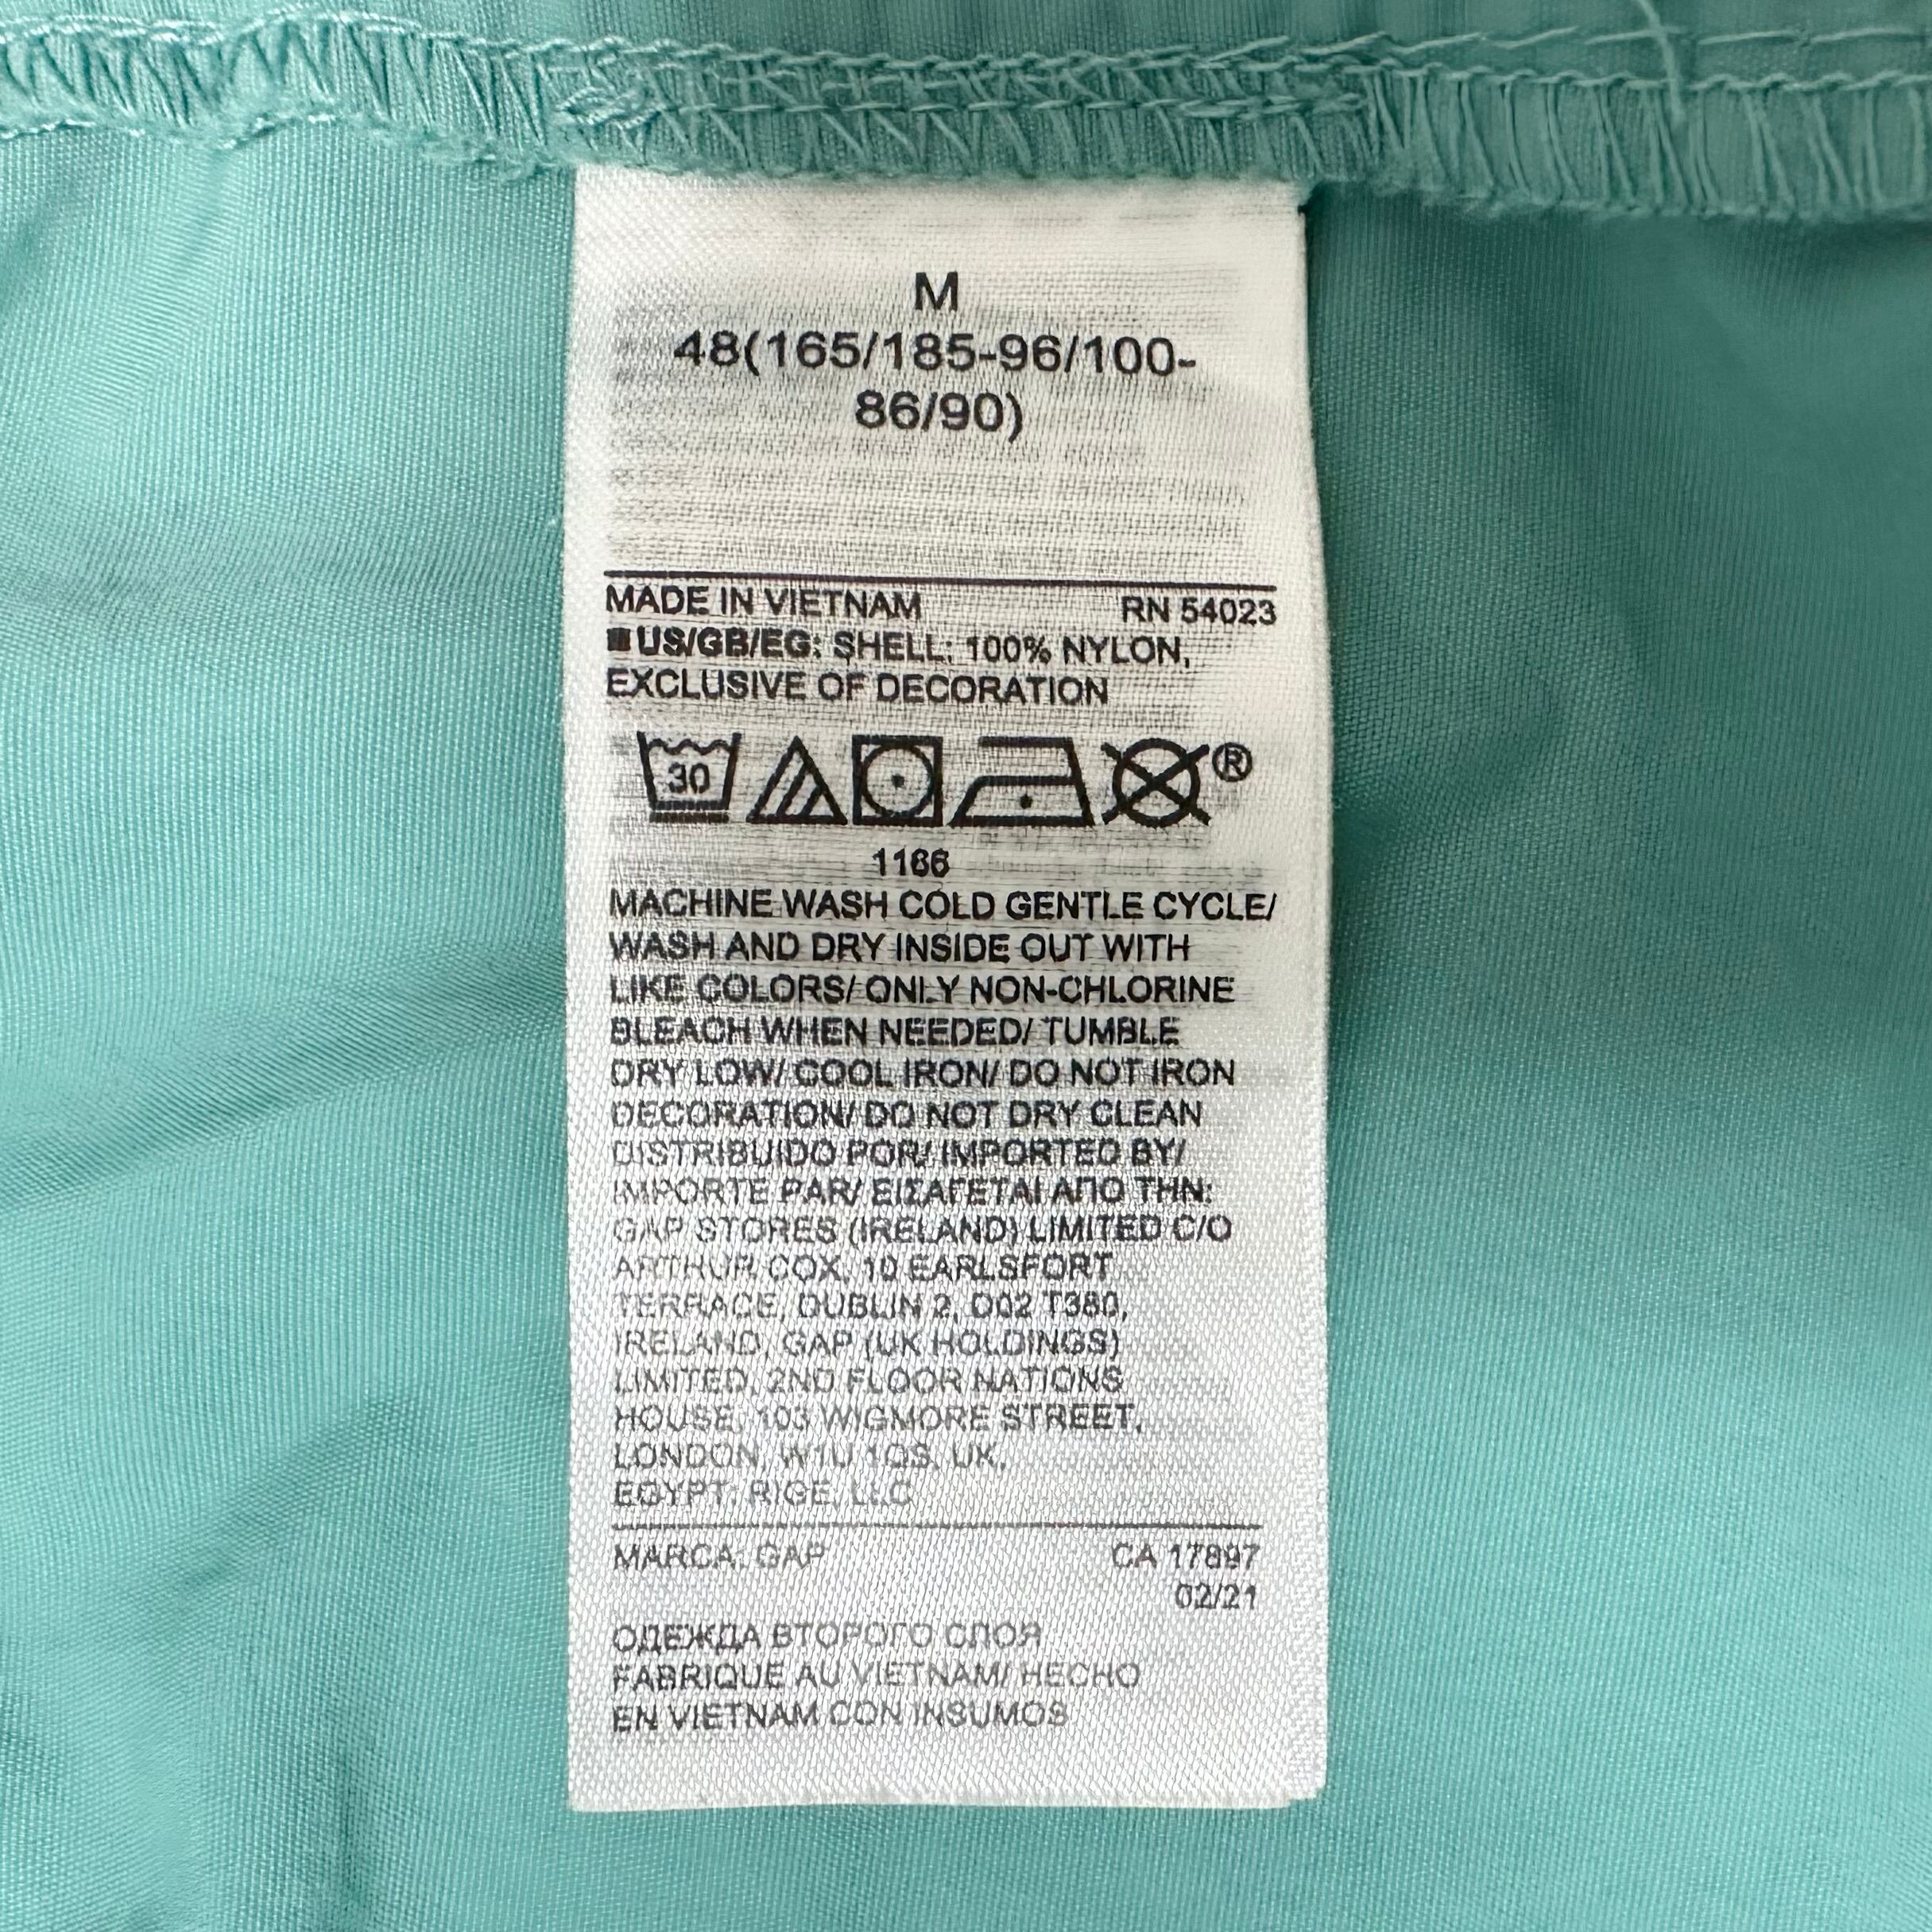 M
48(165/185-96/100-
86/90)
MADE IN VIETNAM RN 54023
US/GB/EG: SHELL: 100% NYLON,
EXCLUSIVE OF DECORATION
30 ®
1166
MACHINE WASH COLD GENTLE CYCLE/
WASH AND DRY INSIDE OUT WITH
LIKE COLORS/ ONLY NON-CHLORINE
BLEACH WHEN NEEDED/ TUMBLE
DRY LOW/ COOL IRON/ DO NOT IRON
DECORATION/ DO NOT DRY CLEAN
DISTRIBUIDO POR/ IMPORTED BY/
IMPORTE PAR/ ΕΙΣΑΓΕΤΑΙ ΑΠΟ ΤΗΝ:
GAP STORES (IRELAND) LIMITED C/O
ARTHUR COX, 10 EARLSFORT
TERRACE, DUBLIN 2, D02 T380,
IRELAND, GAP (UK HOLDINGS)
LIMITED, 2ND FLOOR NATIONS
HOUSE, 103 WIGMORE STREET,
LONDON, W1U 1QS, UK,
EGYPT: RIGE, LLC
MARCA: GAP CA 17897
02/21
ОДЕЖДА ВТОРОГО СЛОЯ
FABRIQUE AU VIETNAM/ HECHO
EN VIETNAM CON INSUMOS